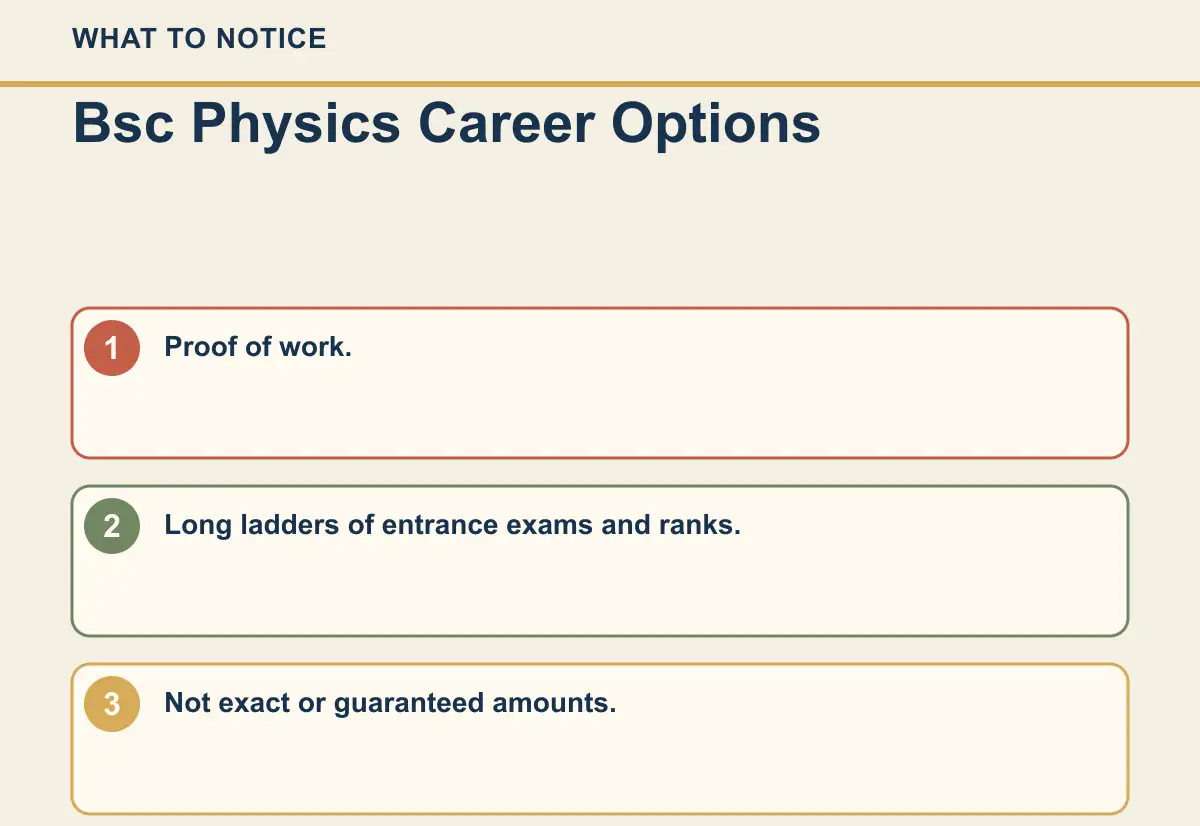 WHAT TO NOTICE
Bsc Physics Career Options
1 Proof of work.
2 Long ladders of entrance exams and ranks.
3 Not exact or guaranteed amounts.